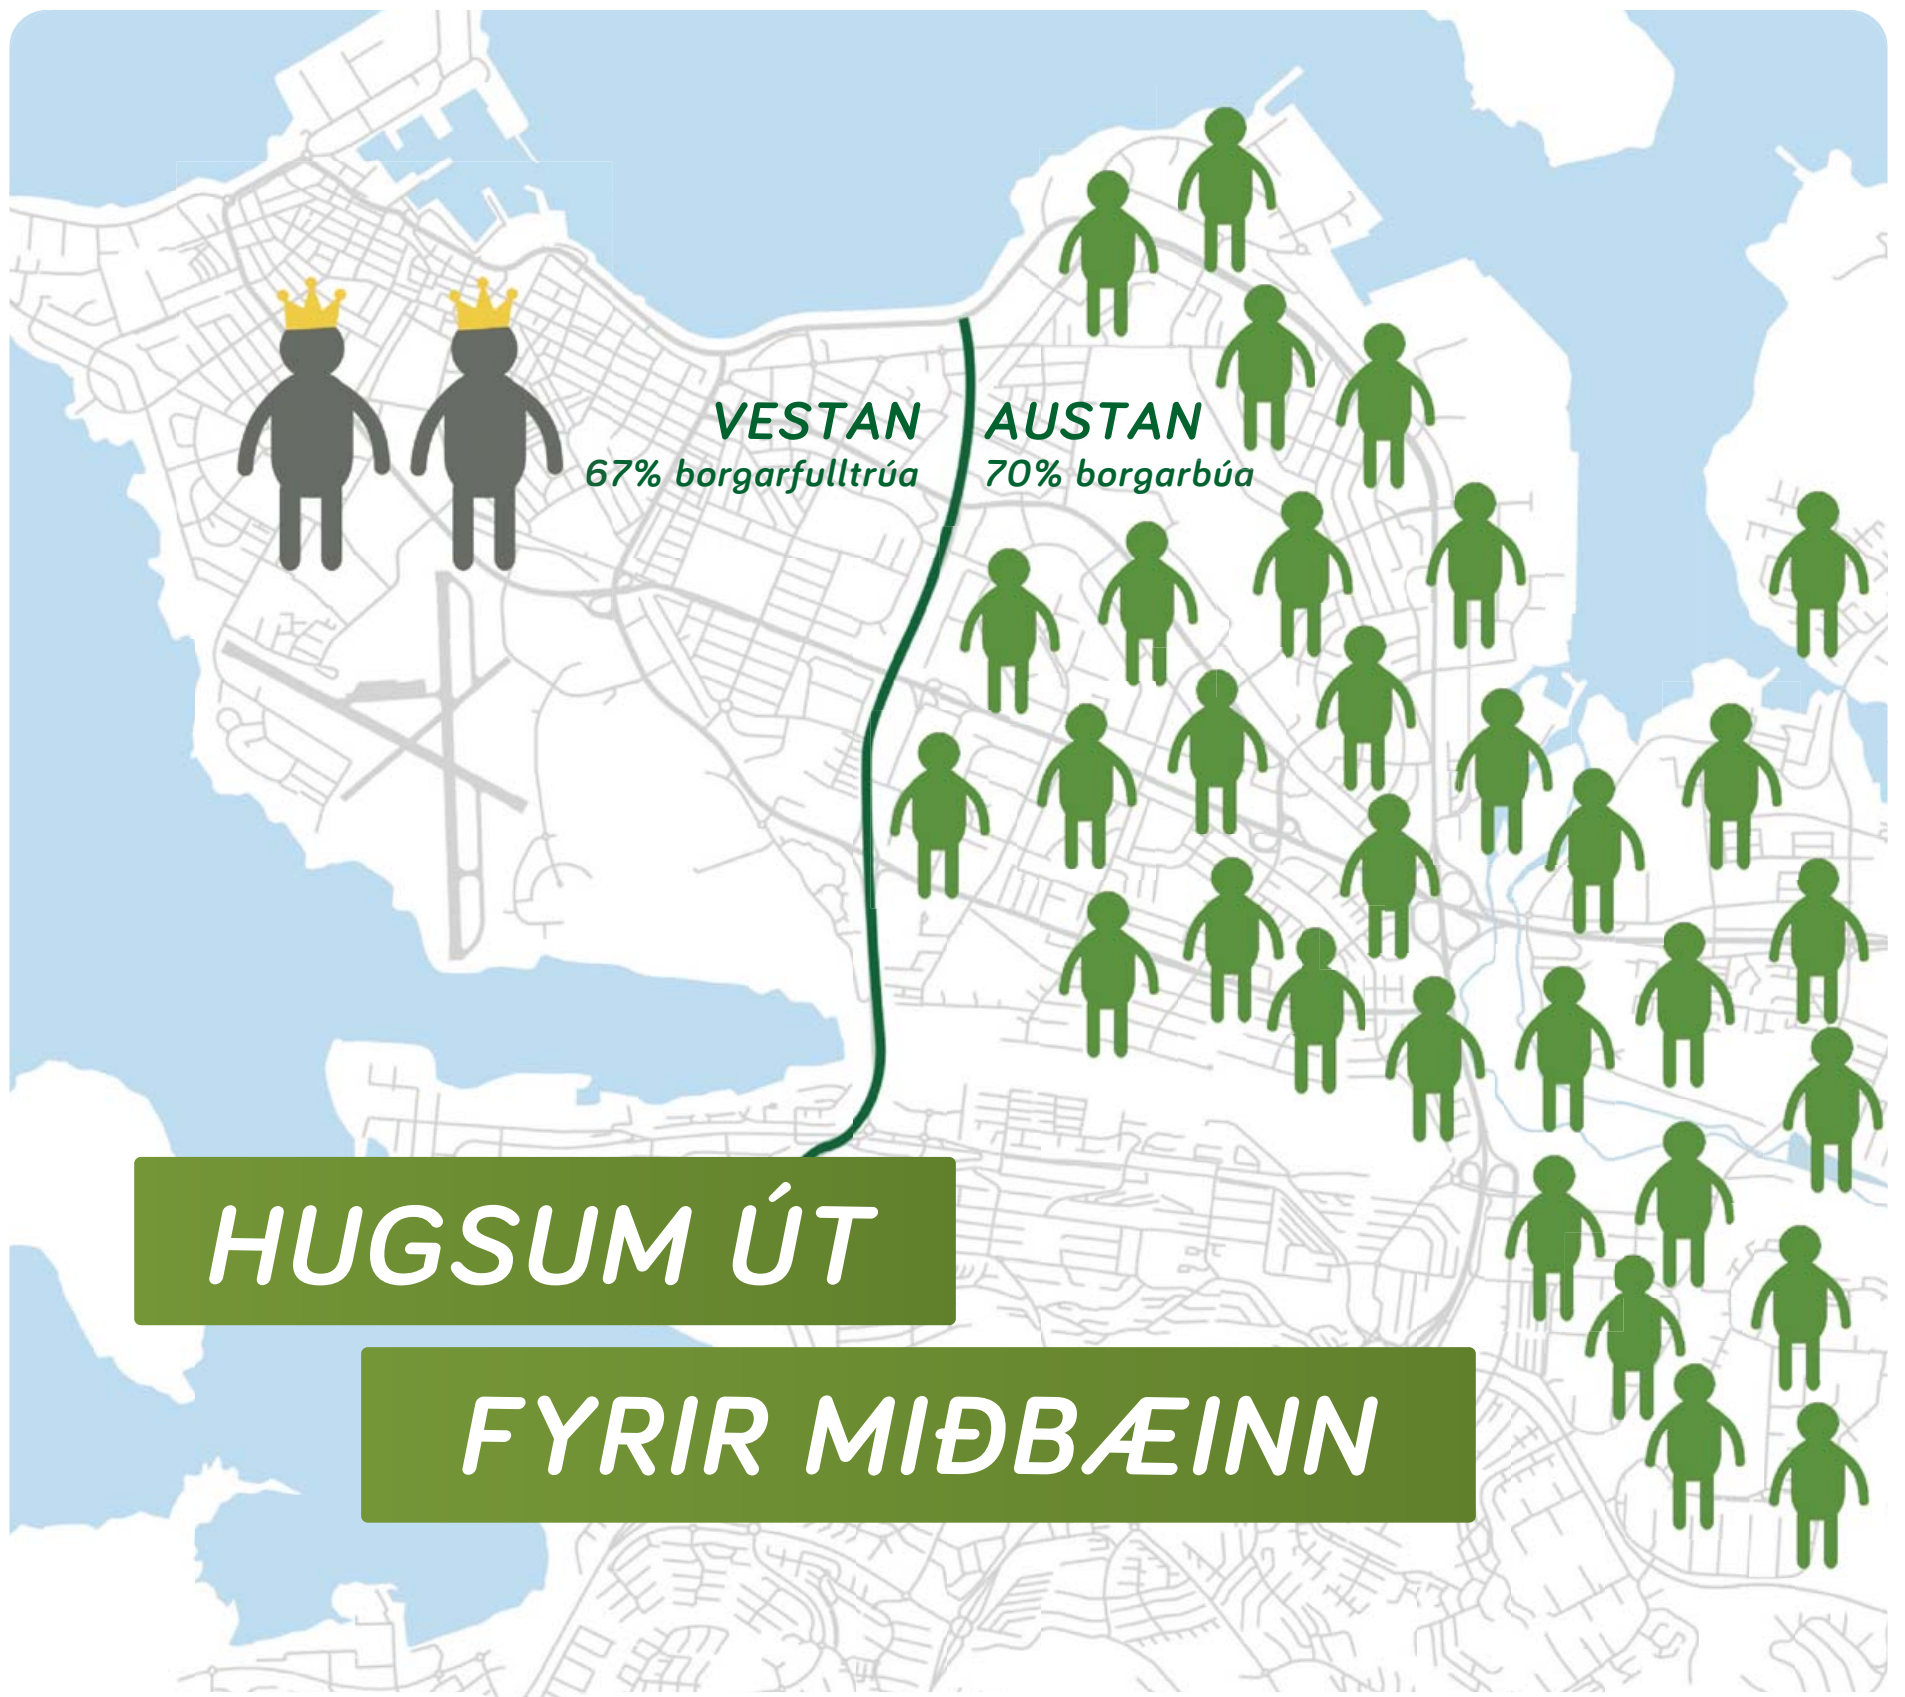 VESTAN
67% borgarfulltrúa
AUSTAN
70% borgarbúa
HUGSUM ÚT
FYRIR MIÐBÆINN